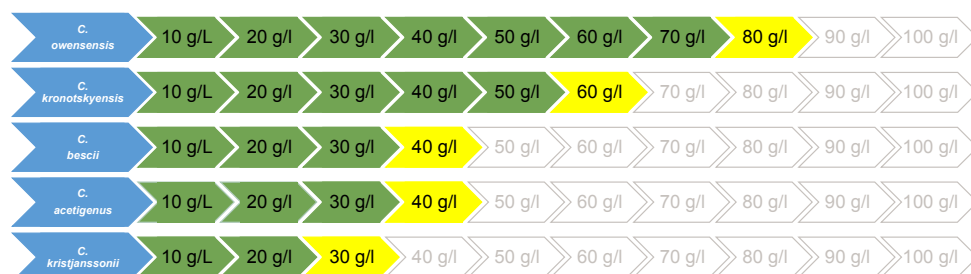 C.
owensensis 10 g/L 20 g/l 30 g/l 40 g/l 50 g/l 60 g/l 70 g/l 80 g/l 90 g/l 100 g/l
C.
kronotskyensis 10 g/L 20 g/l 30 g/l 40 g/l 50 g/l 60 g/l 70 g/l 80 g/l 90 g/l 100 g/l
C.
bescii 10 g/L 20 g/l 30 g/l 40 g/l 50 g/l 60 g/l 70 g/l 80 g/l 90 g/l 100 g/l
C.
acetigenus 10 g/L 20 g/l 30 g/l 40 g/l 50 g/l 60 g/l 70 g/l 80 g/l 90 g/l 100 g/l
C.
kristjanssonii 10 g/L 20 g/l 30 g/l 40 g/l 50 g/l 60 g/l 70 g/l 80 g/l 90 g/l 100 g/l